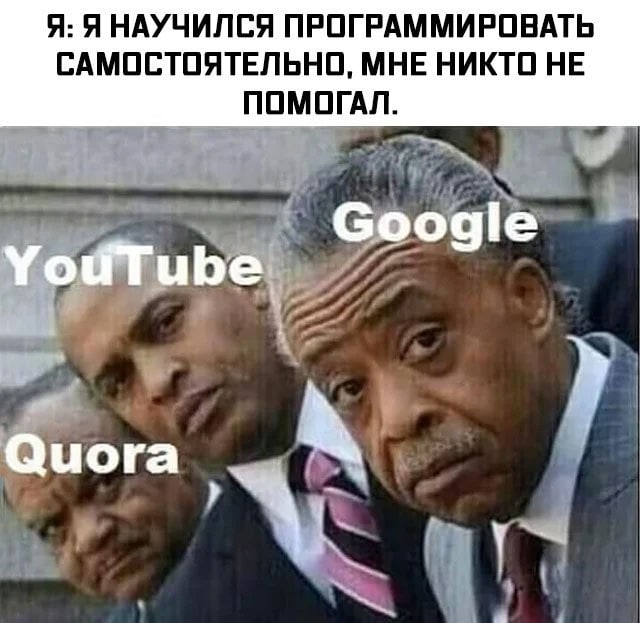 Я: Я НАУЧИЛСЯ ПРОГРАММИРОВАТЬ
САМОСТОЯТЕЛЬНО, МНЕ НИКТО НЕ
ПОМОГАЛ.
Google
YouTube
Quora